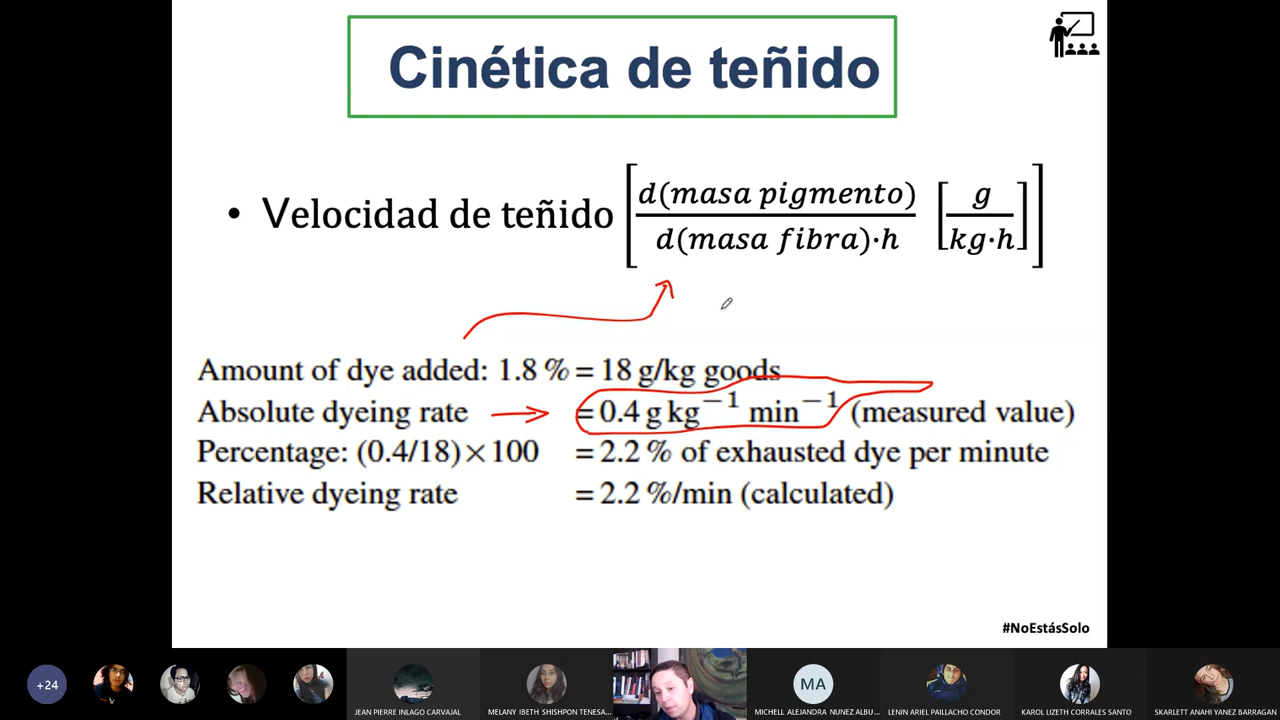 Cinética de teñido
• Velocidad de teñido [d(masa pigmento) / d(masa fibra)·h [g / kg·h]]
Amount of dye added: 1.8 % = 18 g/kg goods
Absolute dyeing rate = 0.4 g kg⁻¹ min⁻¹ (measured value)
Percentage: (0.4/18)×100 = 2.2 % of exhausted dye per minute
Relative dyeing rate = 2.2 %/min (calculated)
#NoEstásSolo
+24
MA
JEAN PIERRE INLAGO CARVAJAL
MELANY IBETH SHISHPON TENESA...
MICHELL ALEJANDRA NUNEZ ALBU...
LENIN ARIEL PAILLACHO CONDOR
KAROL LIZETH CORRALES SANTO
SKARLETT ANAHI YANEZ BARRAGAN